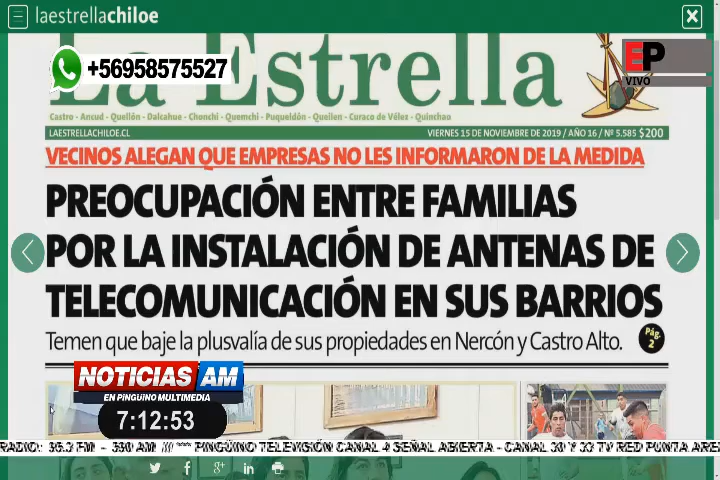 laestrellachiloe
La Estrella
+56958575527
EP
VIVO
Castro - Ancud - Quellón - Dalcahue - Chonchi - Quemchi - Puqueldón - Queilen - Curaco de Vélez - Quinchao
LAESTRELLACHILOE.CL VIERNES 15 DE NOVIEMBRE DE 2019 / AÑO 16 / Nº 5.585 $200
VECINOS ALEGAN QUE EMPRESAS NO LES INFORMARON DE LA MEDIDA
PREOCUPACIÓN ENTRE FAMILIAS
POR LA INSTALACIÓN DE ANTENAS DE
TELECOMUNICACIÓN EN SUS BARRIOS
Temen que baje la plusvalía de sus propiedades en Nercón y Castro Alto.
Pág. 2
NOTICIAS AM
EN PINGÜINO MULTIMEDIA
7:12:53
RADIO: 95.3 FM - 590 AM /// PINGÜINO TELEVISIÓN CANAL 4 SEÑAL ABIERTA - CANAL 30 Y 33 TV RED PUNTA ARE
g+ in